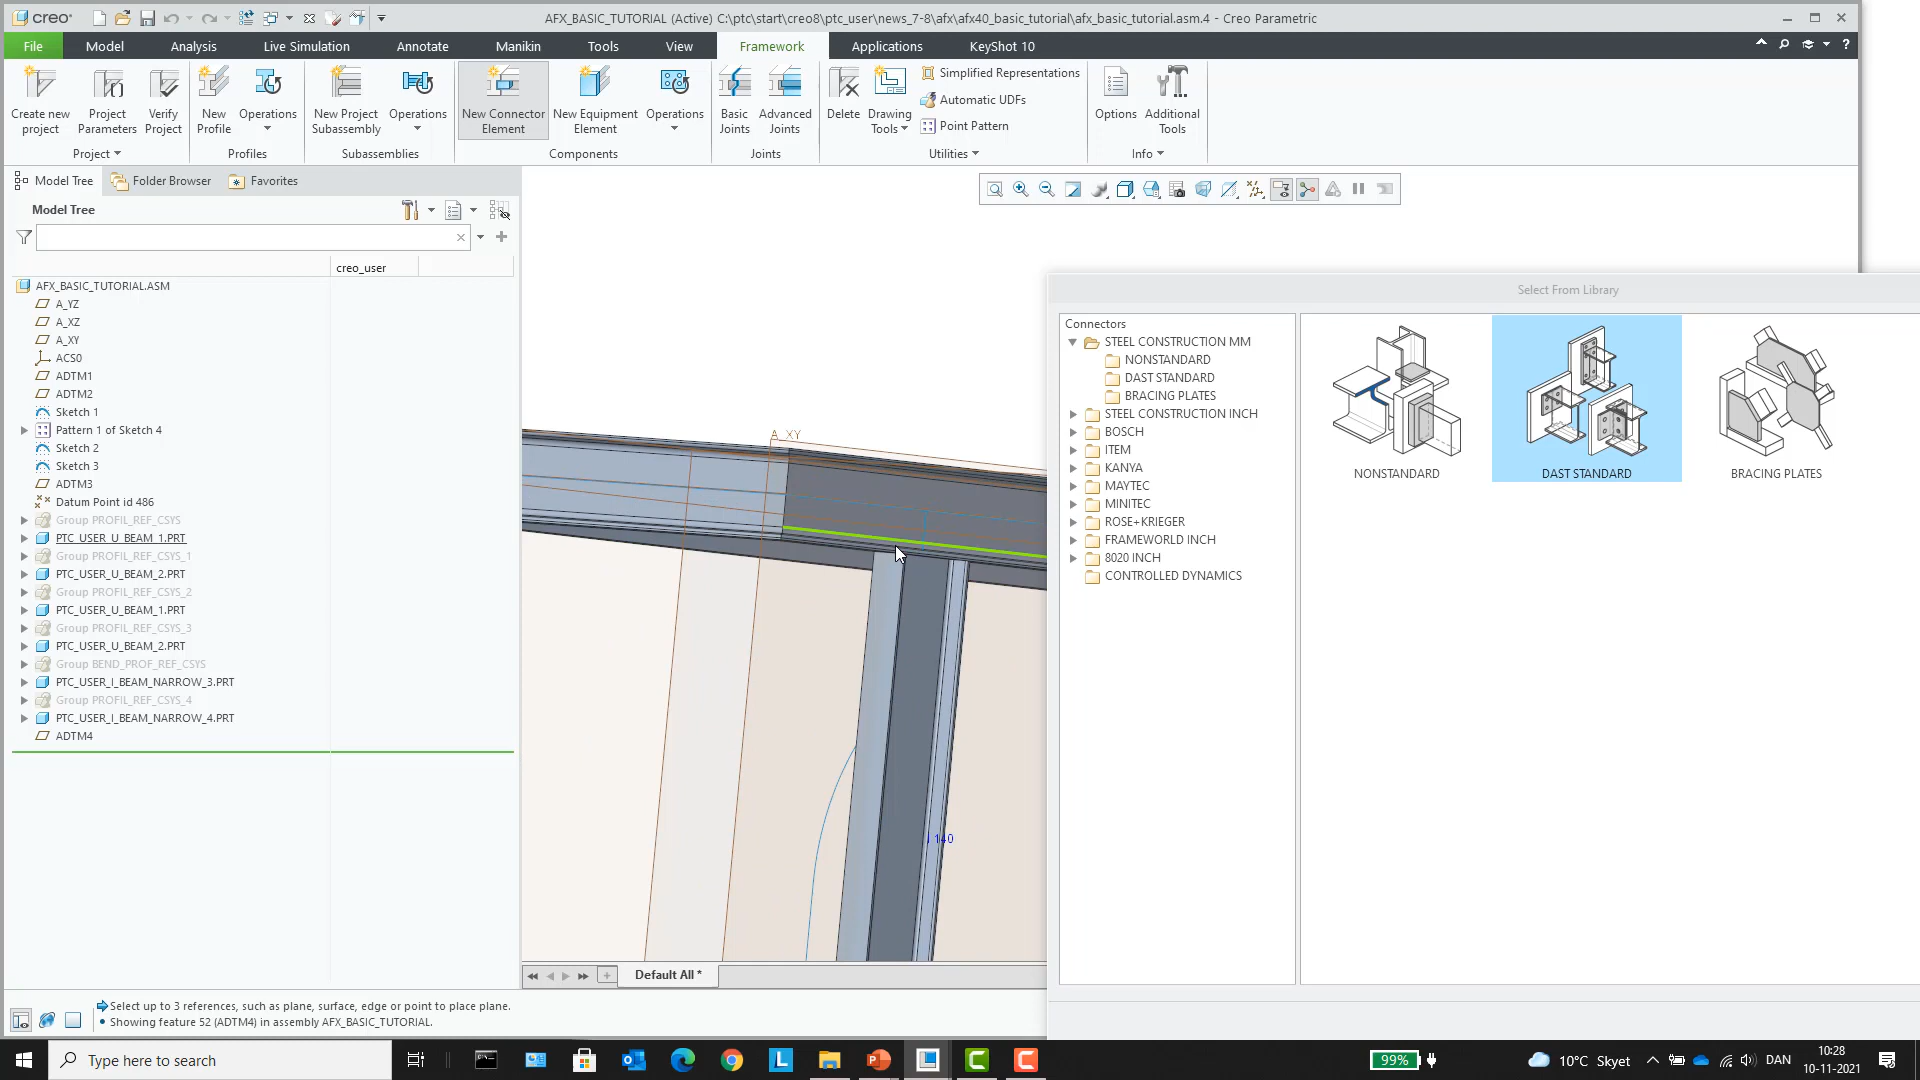 creo
AFX_BASIC_TUTORIAL (Active) C:\ptc\start\creo8\ptc_user\news_7-8\afx\afx40_basic_tutorial\afx_basic_tutorial.asm.4 - Creo Parametric
File
Model
Analysis
Live Simulation
Annotate
Manikin
Tools
View
Framework
Applications
KeyShot 10
Create new project
Project Parameters
Verify Project
New Profile
Operations
New Project Subassembly
Operations
New Connector Element
New Equipment Element
Operations
Basic Joints
Advanced Joints
Delete
Drawing Tools
Simplified Representations
Automatic UDFs
Point Pattern
Options
Additional Tools
Project
Profiles
Subassemblies
Components
Joints
Utilities
Info
Model Tree
Folder Browser
Favorites
Model Tree
creo_user
AFX_BASIC_TUTORIAL.ASM
A_YZ
A_XZ
A_XY
ACS0
ADTM1
ADTM2
Sketch 1
Pattern 1 of Sketch 4
Sketch 2
Sketch 3
ADTM3
Datum Point id 486
Group PROFIL_REF_CSYS
PTC_USER_U_BEAM_1.PRT
Group PROFIL_REF_CSYS_1
PTC_USER_U_BEAM_2.PRT
Group PROFIL_REF_CSYS_2
PTC_USER_U_BEAM_1.PRT
Group PROFIL_REF_CSYS_3
PTC_USER_U_BEAM_2.PRT
Group BEND_PROF_REF_CSYS
PTC_USER_I_BEAM_NARROW_3.PRT
Group PROFIL_REF_CSYS_4
PTC_USER_I_BEAM_NARROW_4.PRT
ADTM4
A_XY
140
Select From Library
Connectors
STEEL CONSTRUCTION MM
NONSTANDARD
DAST STANDARD
BRACING PLATES
STEEL CONSTRUCTION INCH
BOSCH
ITEM
KANYA
MAYTEC
MINITEC
ROSE+KRIEGER
FRAMEWORLD INCH
8020 INCH
CONTROLLED DYNAMICS
NONSTANDARD
DAST STANDARD
BRACING PLATES
Default All *
Select up to 3 references, such as plane, surface, edge or point to place plane.
Showing feature 52 (ADTM4) in assembly AFX_BASIC_TUTORIAL.
Type here to search
99%
10°C Skyet
DAN
10:28
10-11-2021